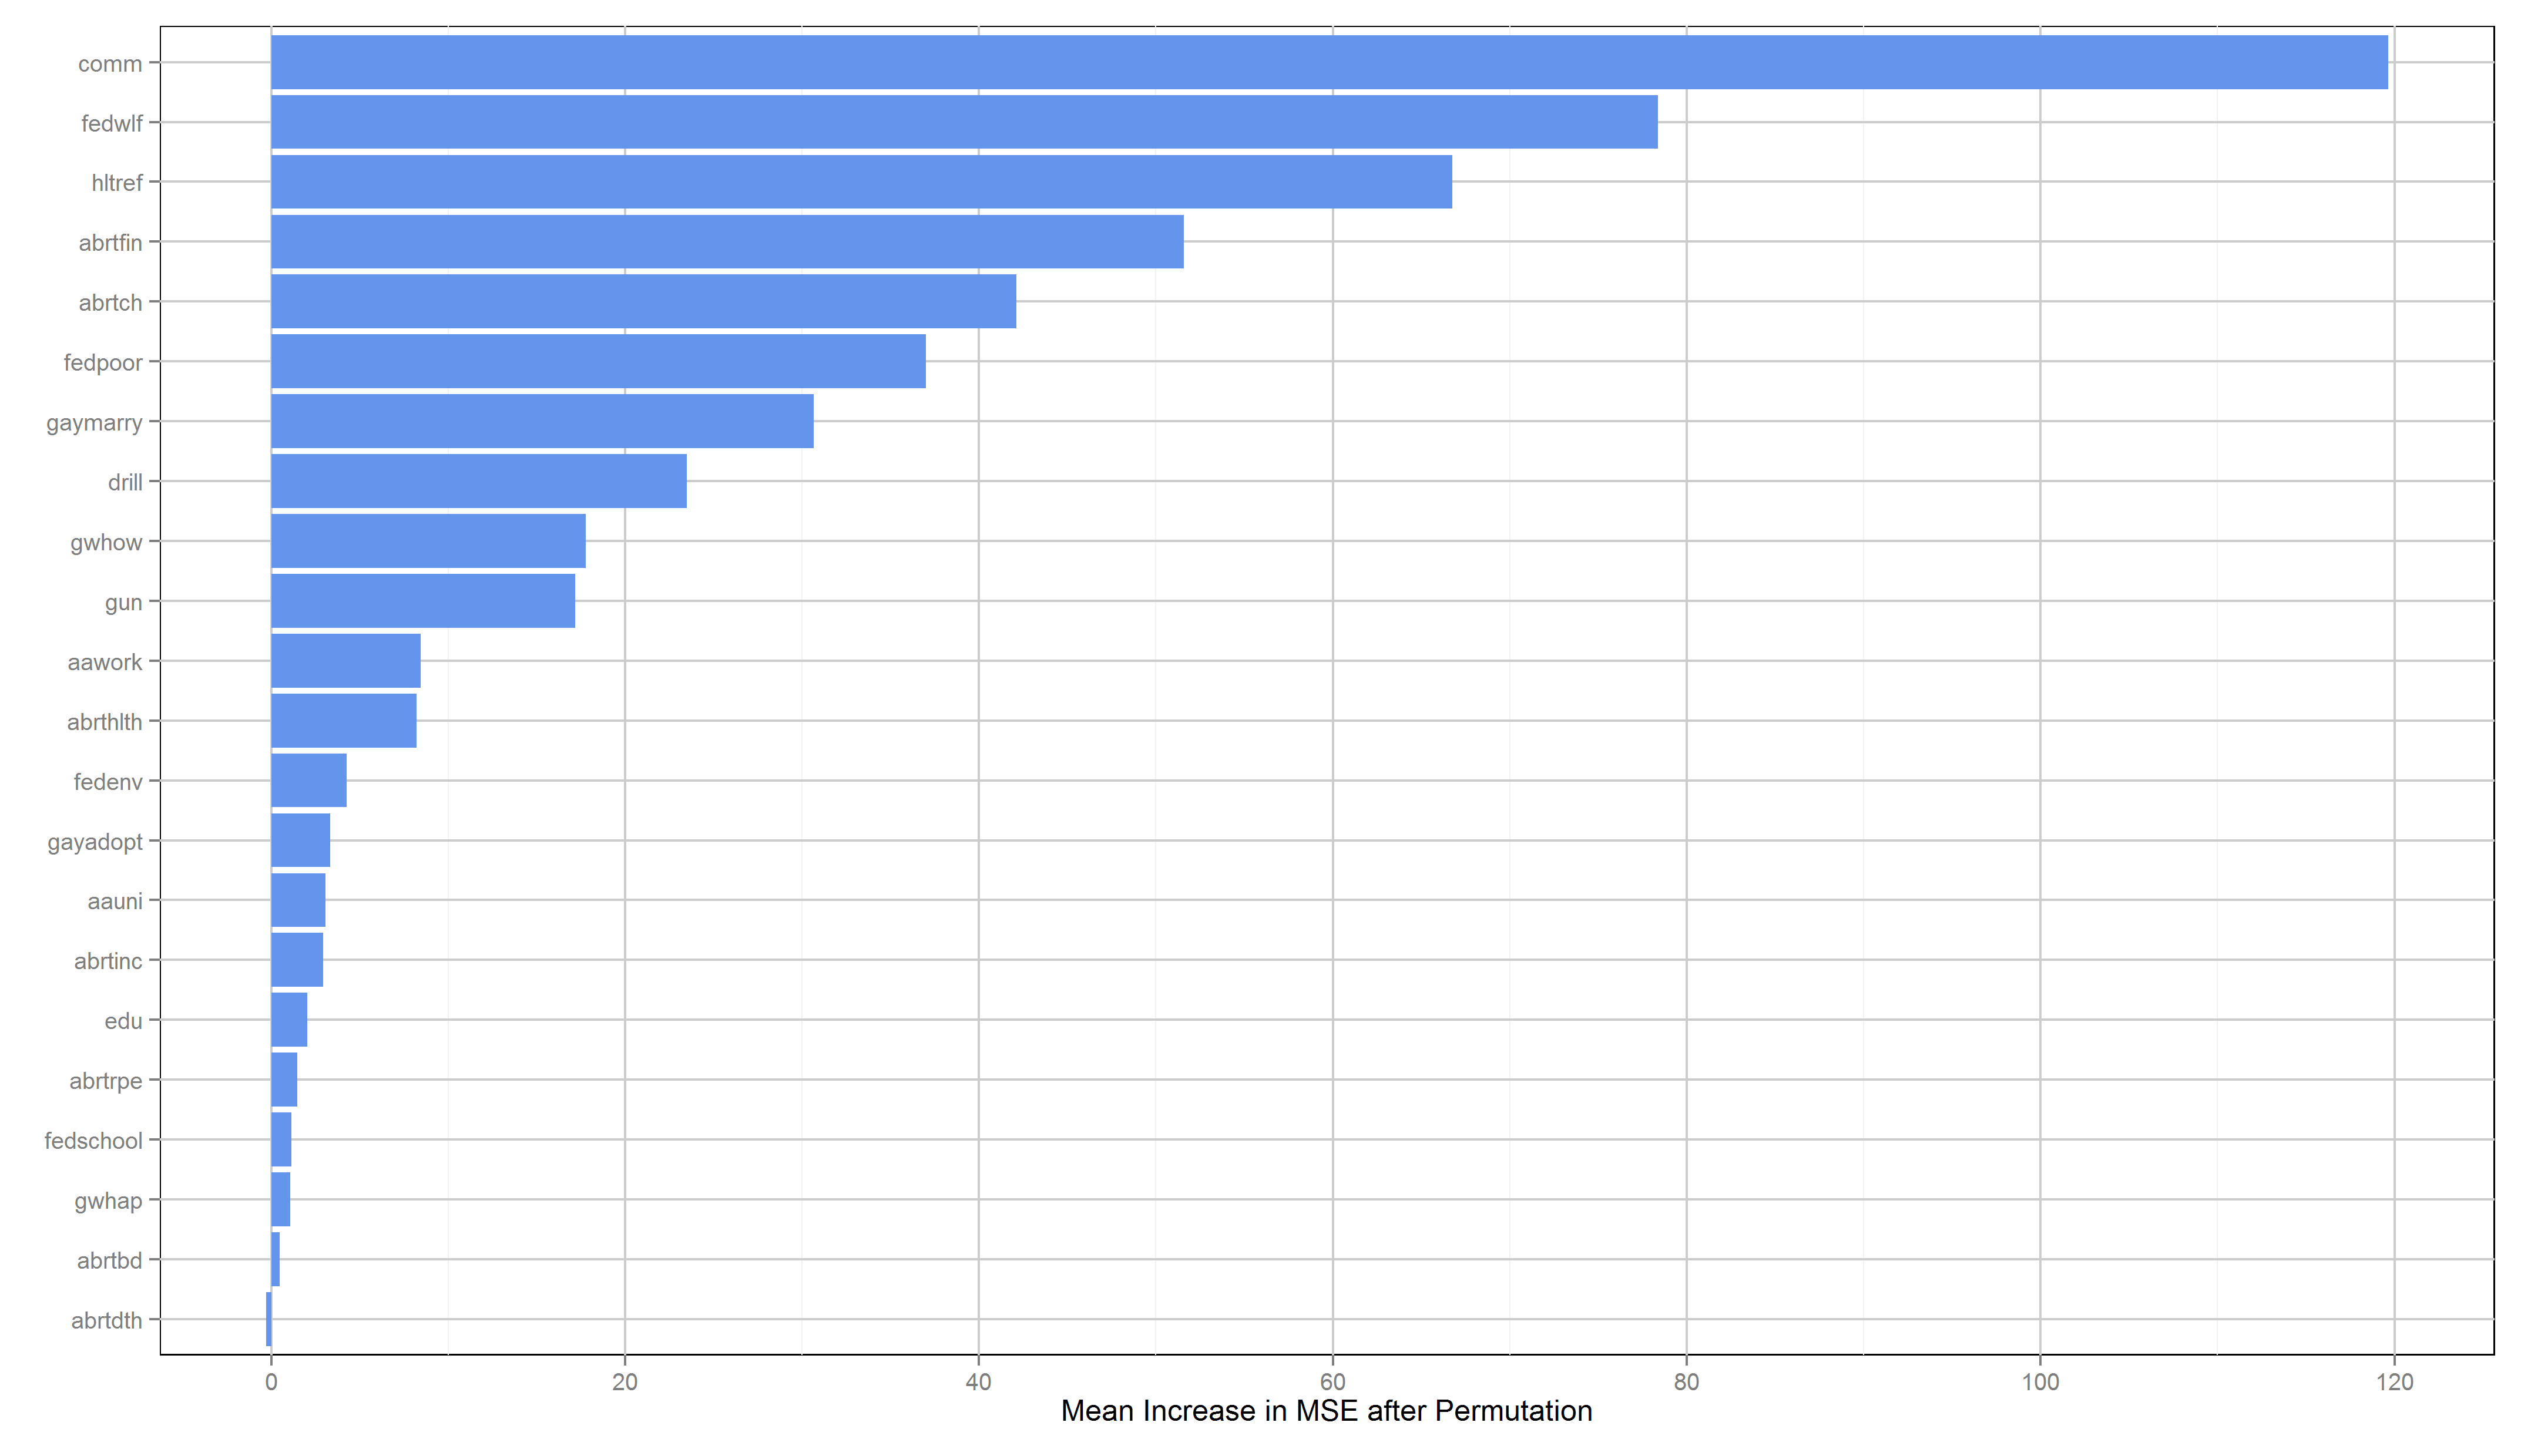 comm
fedwlf
hltref
abrtfin
abrtch
fedpoor
gaymarry
drill
gwhow
gun
aawork
abrthlth
fedenv
gayadopt
aauni
abrtinc
edu
abrtrpe
fedschool
gwhap
abrtbd
abrtdth
0 20 40 60 80 100 120
Mean Increase in MSE after Permutation